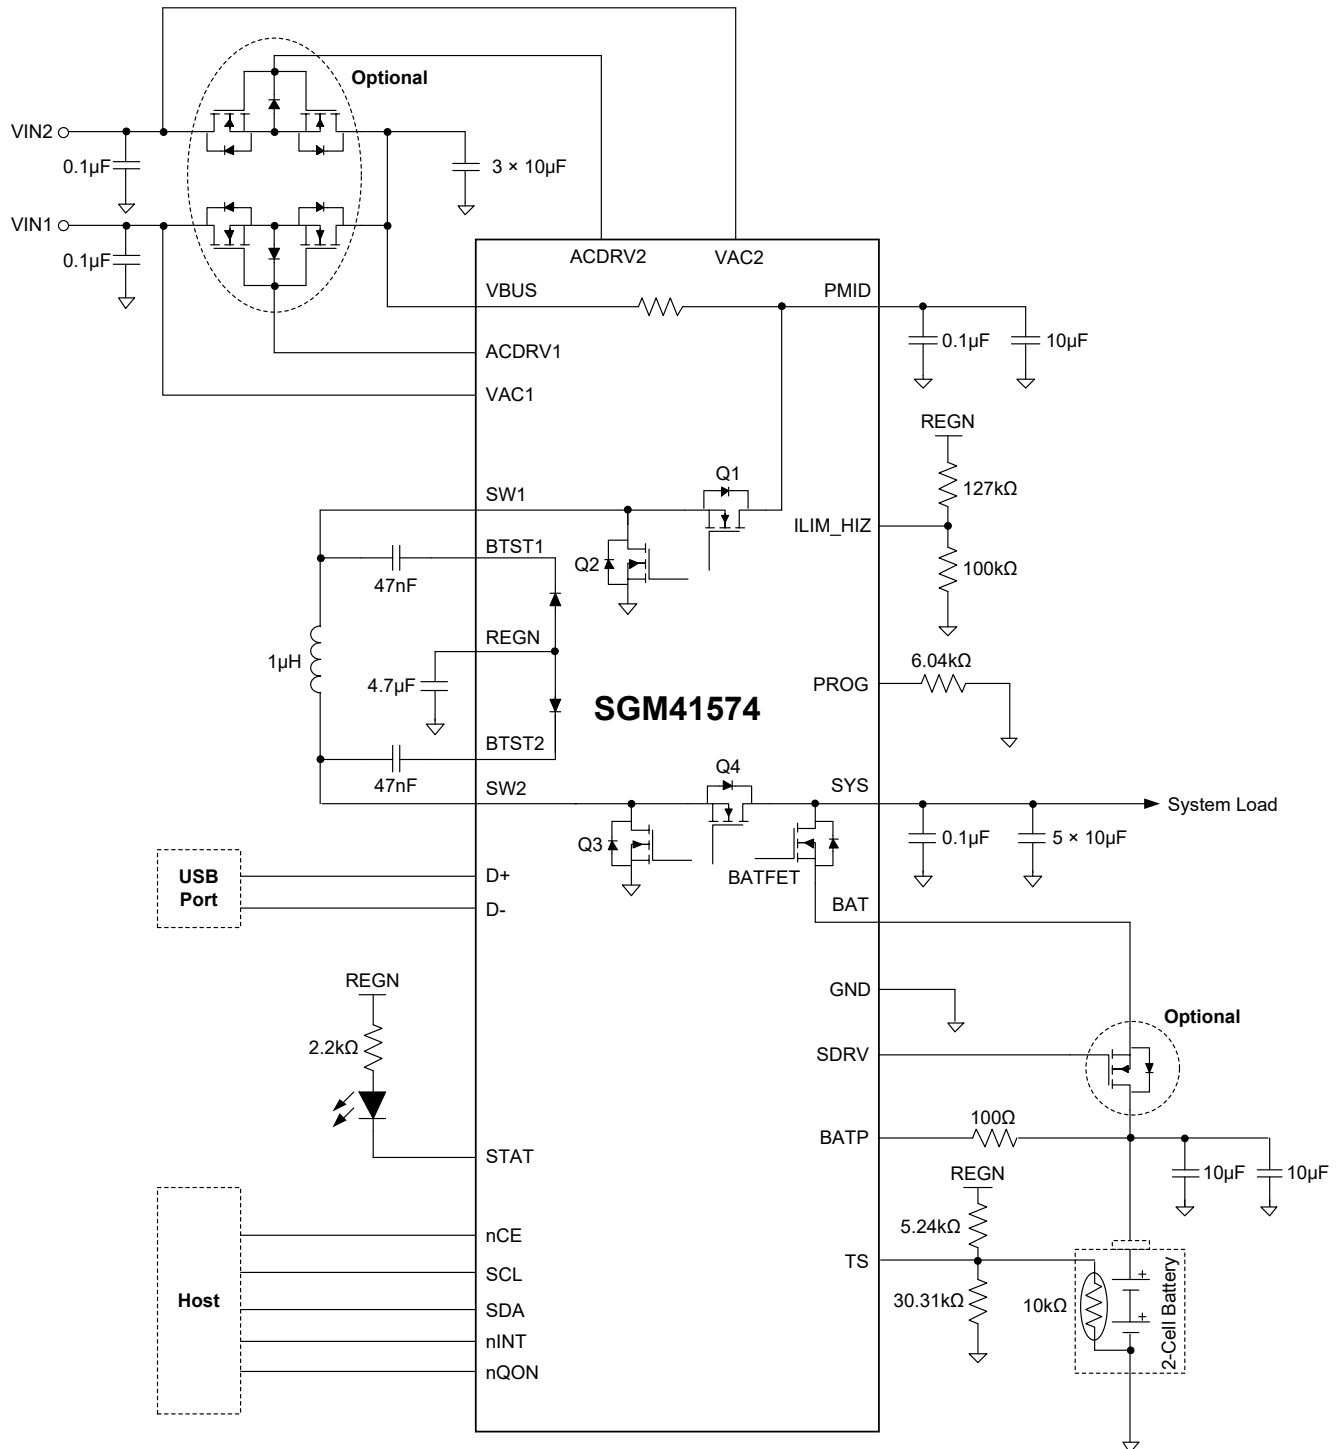 Optional
VIN2
0.1µF
3 × 10µF
VIN1
0.1µF
ACDRV2
VAC2
VBUS
PMID
0.1µF
10µF
ACDRV1
VAC1
REGN
127kΩ
Q1
SW1
ILIM_HIZ
BTST1
Q2
100kΩ
47nF
REGN
1µH
6.04kΩ
4.7µF
PROG
SGM41574
BTST2
47nF
Q4
SYS
SW2
System Load
Q3
0.1µF
5 × 10µF
BATFET
USB
Port
D+
D-
BAT
REGN
GND
Optional
2.2kΩ
SDRV
100Ω
BATP
STAT
REGN
10µF
10µF
5.24kΩ
nCE
TS
SCL
Host
30.31kΩ
10kΩ
2-Cell Battery
+
+
SDA
nINT
nQON